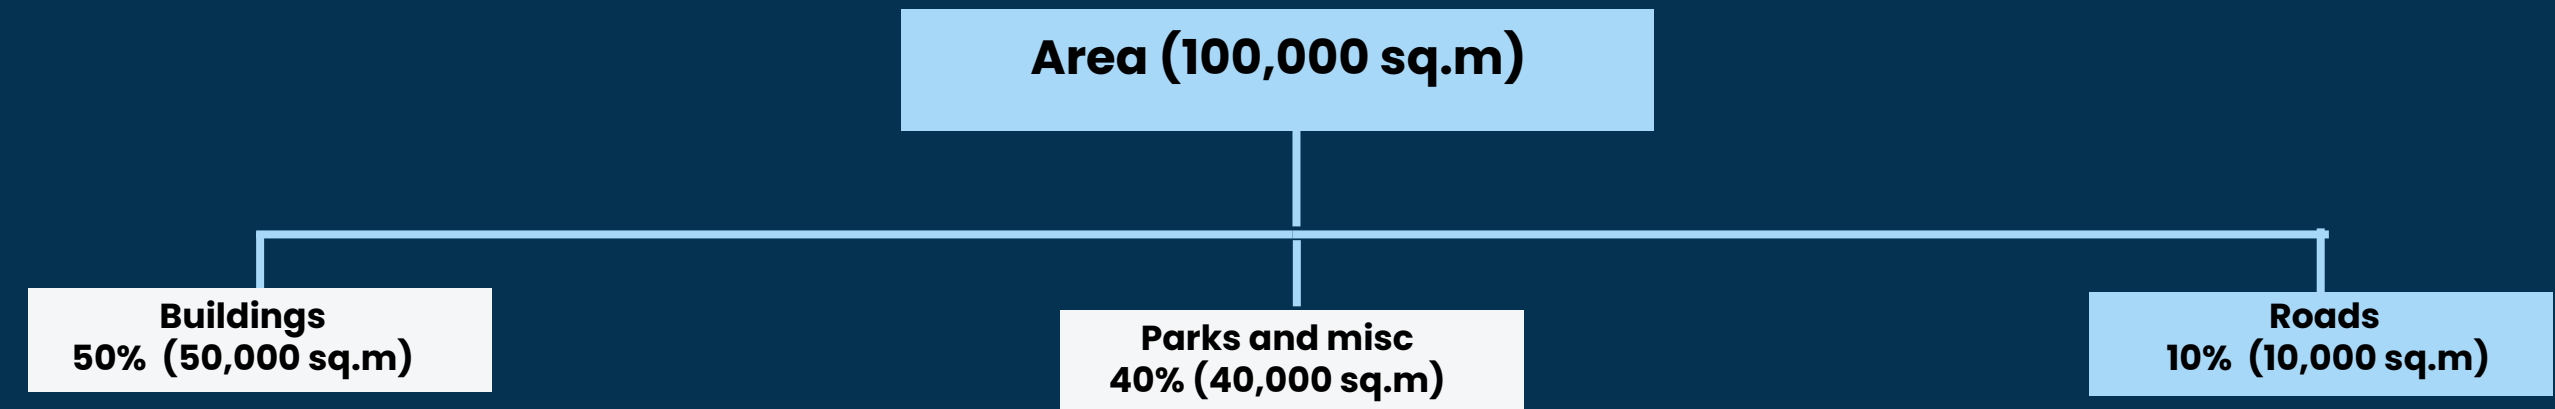 Area (100,000 sq.m)
Buildings
50% (50,000 sq.m)
Parks and misc
40% (40,000 sq.m)
Roads
10% (10,000 sq.m)